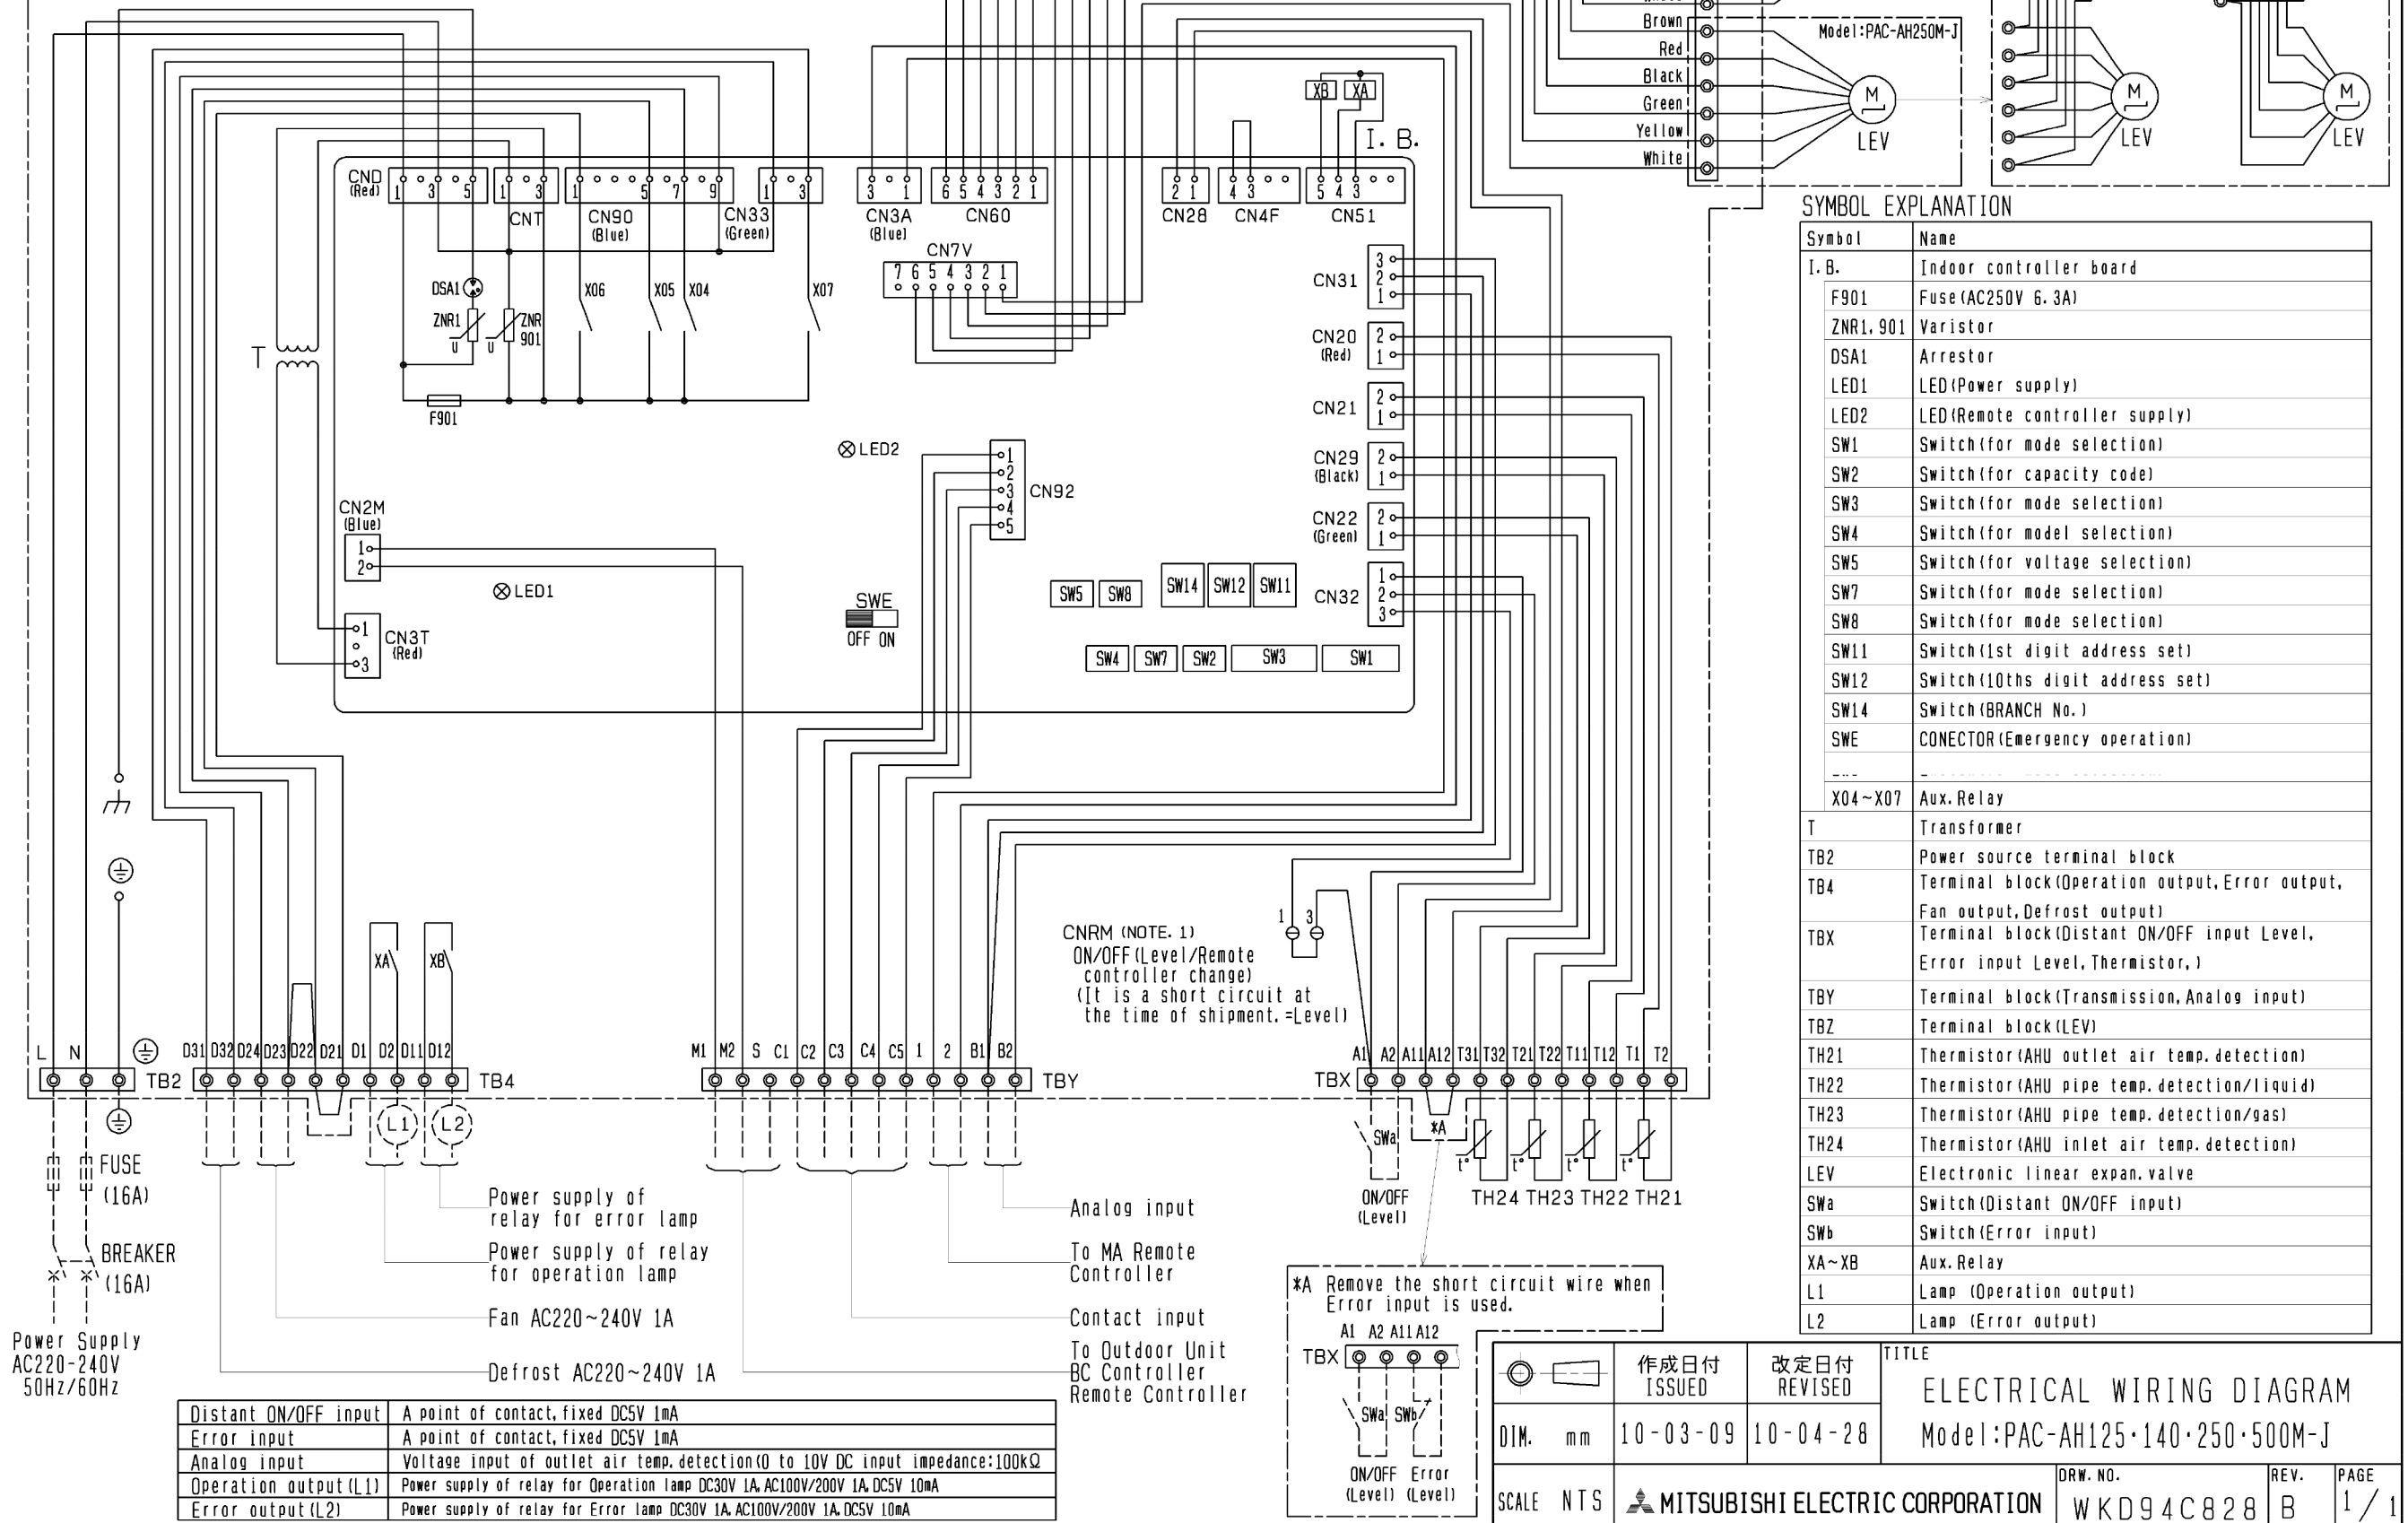 Brown
Red
Black
Green
Yellow
White
Model:PAC-AH250M-J
M
LEV
M
LEV
M
LEV
XB XA
I.B.
CND
(Red)
1 3 5
1 3
CNT
1 5 7 9
CN90
(Blue)
1 3
CN33
(Green)
3 1
CN3A
(Blue)
6 5 4 3 2 1
CN60
2 1
CN28
4 3
CN4F
5 4 3
CN51
CN7V
7 6 5 4 3 2 1
DSA1
ZNR1
U
U
ZNR
901
X06
X05
X04
X07
T
F901
CN31
3
2
1
CN20
(Red)
2
1
CN21
2
1
CN29
(Black)
2
1
CN22
(Green)
2
1
CN32
1
2
3
LED2
CN92
1
2
3
4
5
CN2M
(Blue)
1
2
LED1
CN3T
(Red)
1
3
SWE
OFF ON
SW5 SW8 SW14 SW12 SW11
SW4 SW7 SW2 SW3 SW1
XA
XB
CNRM (NOTE. 1)
ON/OFF(Level/Remote
controller change)
(It is a short circuit at
the time of shipment.=Level)
1 3
L N
TB2
D31 D32 D24 D23 D22 D21 D1 D2 D11 D12
TB4
M1 M2 S C1 C2 C3 C4 C5 1 2 B1 B2
TBY
TBX
A1 A2 A11 A12 T31 T32 T21 T22 T11 T12 T1 T2
L1
L2
FUSE
(16A)
BREAKER
(16A)
Power Supply
AC220-240V
50Hz/60Hz
Power supply of
relay for error lamp
Power supply of relay
for operation lamp
Fan AC220~240V 1A
Defrost AC220~240V 1A
Analog input
To MA Remote
Controller
Contact input
To Outdoor Unit
BC Controller
Remote Controller
SWa
*A
t° t° t° t°
ON/OFF
(Level)
TH24 TH23 TH22 TH21
*A Remove the short circuit wire when
Error input is used.
A1 A2 A11 A12
TBX
SWa SWb
ON/OFF Error
(Level) (Level)
Distant ON/OFF input A point of contact, fixed DC5V 1mA
Error input A point of contact, fixed DC5V 1mA
Analog input Voltage input of outlet air temp.detection(0 to 10V DC input impedance:100kΩ
Operation output(L1) Power supply of relay for Operation lamp DC30V 1A, AC100V/200V 1A, DC5V 10mA
Error output(L2) Power supply of relay for Error lamp DC30V 1A, AC100V/200V 1A, DC5V 10mA
SYMBOL EXPLANATION
Symbol Name
I.B. Indoor controller board
F901 Fuse(AC250V 6.3A)
ZNR1,901 Varistor
DSA1 Arrestor
LED1 LED(Power supply)
LED2 LED(Remote controller supply)
SW1 Switch(for mode selection)
SW2 Switch(for capacity code)
SW3 Switch(for mode selection)
SW4 Switch(for model selection)
SW5 Switch(for voltage selection)
SW7 Switch(for mode selection)
SW8 Switch(for mode selection)
SW11 Switch(1st digit address set)
SW12 Switch(10ths digit address set)
SW14 Switch(BRANCH No.)
SWE CONECTOR(Emergency operation)
X04~X07 Aux.Relay
T Transformer
TB2 Power source terminal block
TB4 Terminal block(Operation output, Error output,
Fan output, Defrost output)
TBX Terminal block(Distant ON/OFF input Level,
Error input Level, Thermistor,)
TBY Terminal block(Transmission, Analog input)
TBZ Terminal block(LEV)
TH21 Thermistor(AHU outlet air temp.detection)
TH22 Thermistor(AHU pipe temp.detection/liquid)
TH23 Thermistor(AHU pipe temp.detection/gas)
TH24 Thermistor(AHU inlet air temp.detection)
LEV Electronic linear expan.valve
SWa Switch(Distant ON/OFF input)
SWb Switch(Error input)
XA~XB Aux.Relay
L1 Lamp (Operation output)
L2 Lamp (Error output)
作成日付
ISSUED
改定日付
REVISED
TITLE
ELECTRICAL WIRING DIAGRAM
Model:PAC-AH125·140·250·500M-J
DIM. mm
10-03-09
10-04-28
SCALE NTS
MITSUBISHI ELECTRIC CORPORATION
DRW. NO.
WKD94C828
REV.
B
PAGE
1/1